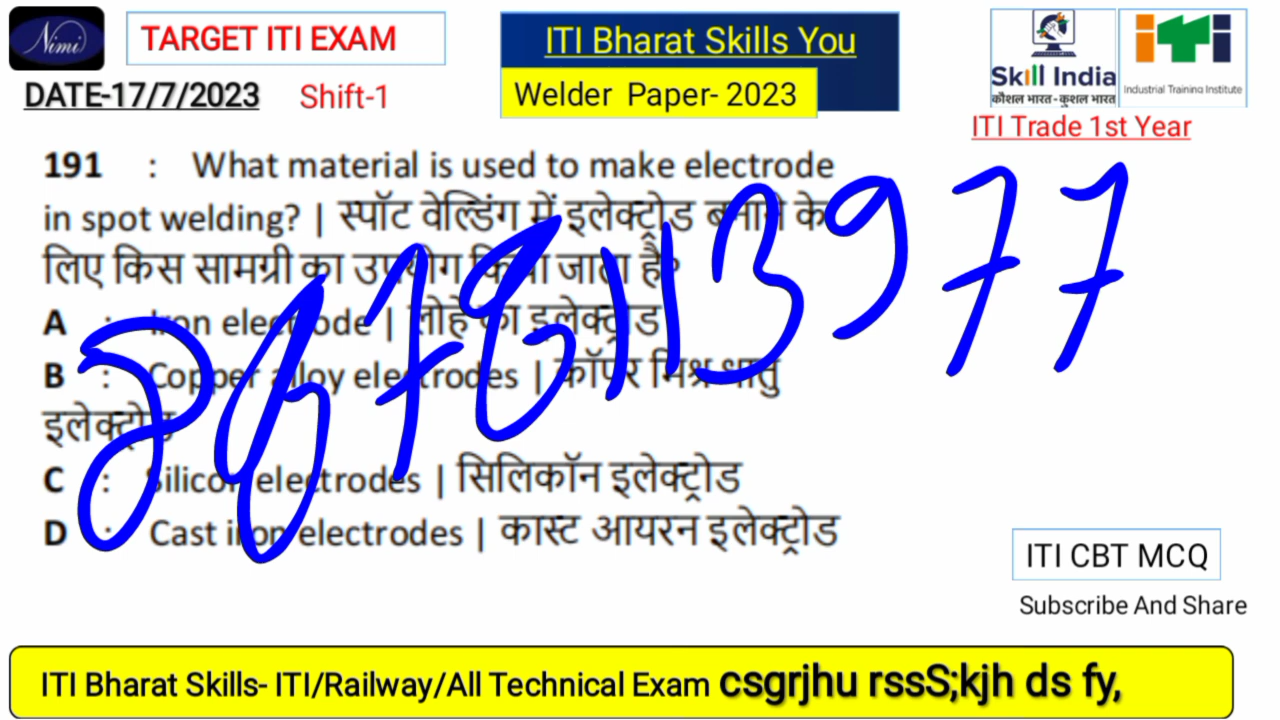 Nimi
TARGET ITI EXAM
ITI Bharat Skills You
Skill India
कौशल भारत-कुशल भारत
iTi
Industrial Training Institute
DATE-17/7/2023 Shift-1
Welder Paper- 2023
ITI Trade 1st Year
191 : What material is used to make electrode
in spot welding? | स्पॉट वेल्डिंग में इलेक्ट्रोड बनाने के
लिए किस सामग्री का उपयोग किया जाता है?
A : Iron electrode | लोहे का इलेक्ट्रोड
B : Copper alloy electrodes | कॉपर मिश्र धातु
इलेक्ट्रोड
C : Silicon electrodes | सिलिकॉन इलेक्ट्रोड
D : Cast iron electrodes | कास्ट आयरन इलेक्ट्रोड
ITI CBT MCQ
Subscribe And Share
ITI Bharat Skills- ITI/Railway/All Technical Exam csgrjhu rssS;kjh ds fy,